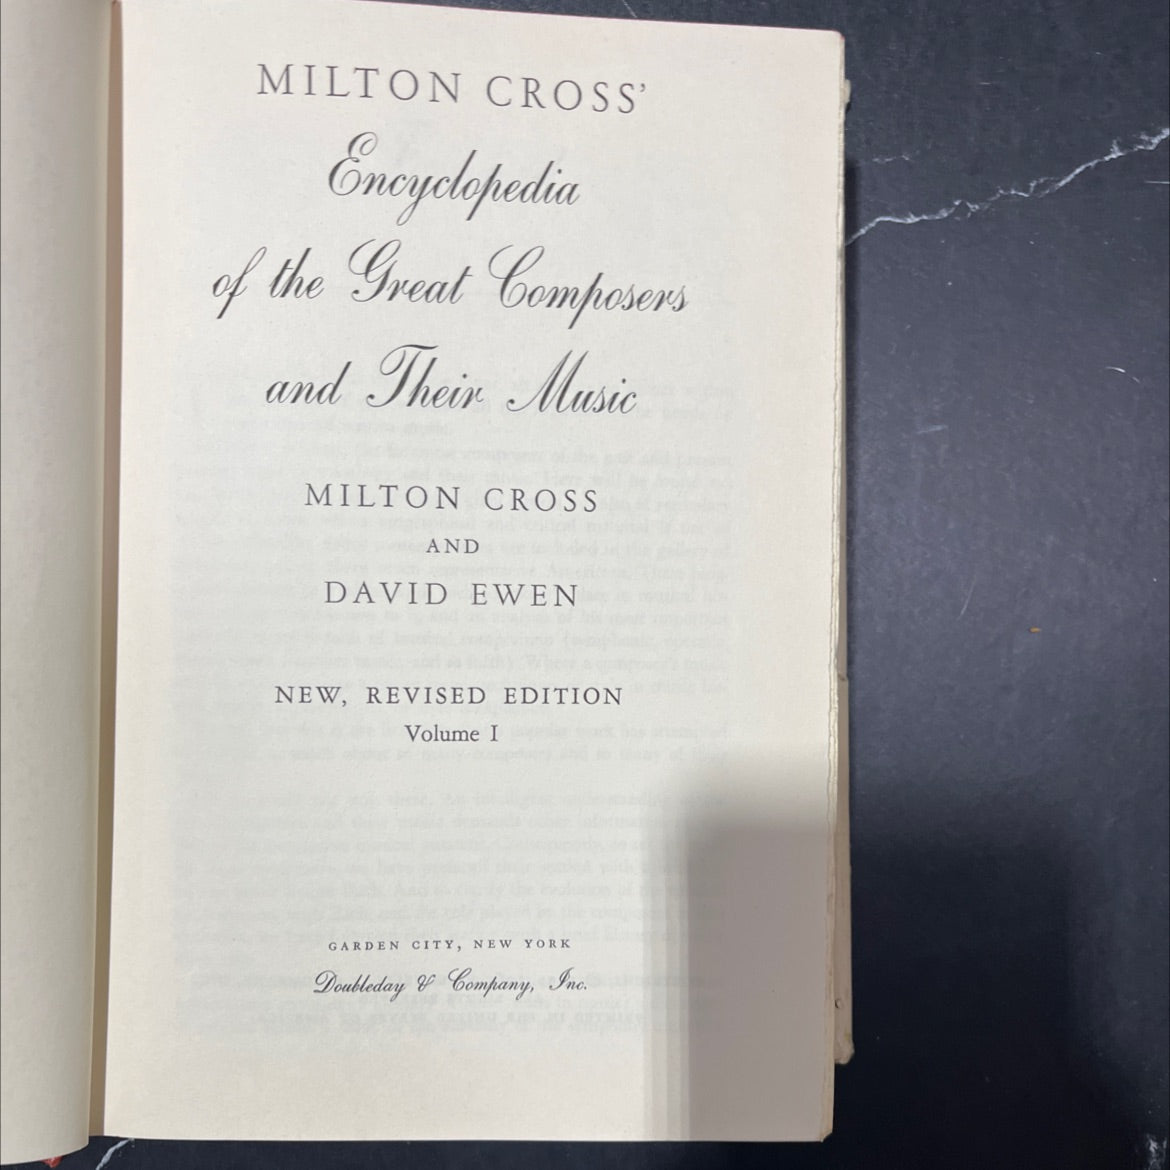 MILTON CROSS'
Encyclopedia
of the Great Composers
and Their Music
MILTON CROSS
AND
DAVID EWEN
NEW, REVISED EDITION
Volume I
GARDEN CITY, NEW YORK
Doubleday & Company, Inc.